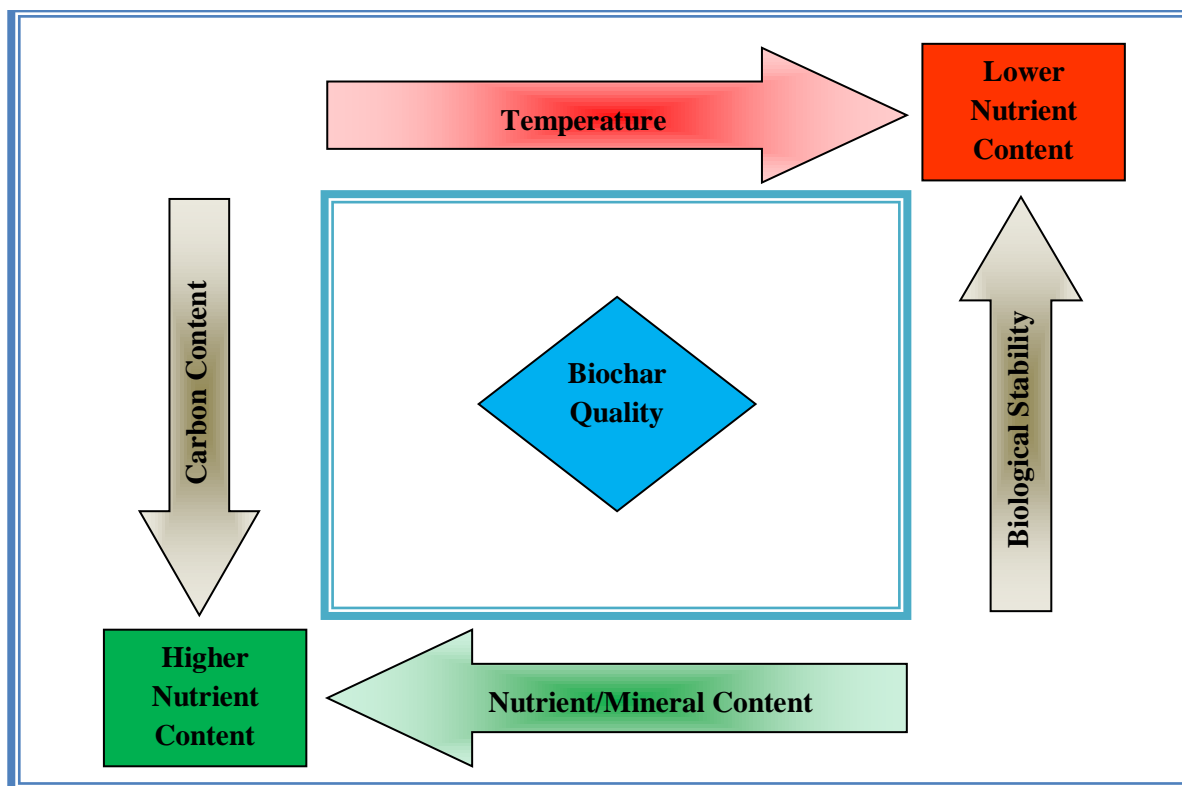 Temperature
Lower
Nutrient
Content
Carbon Content
Biochar
Quality
Biological Stability
Higher
Nutrient
Content
Nutrient/Mineral Content